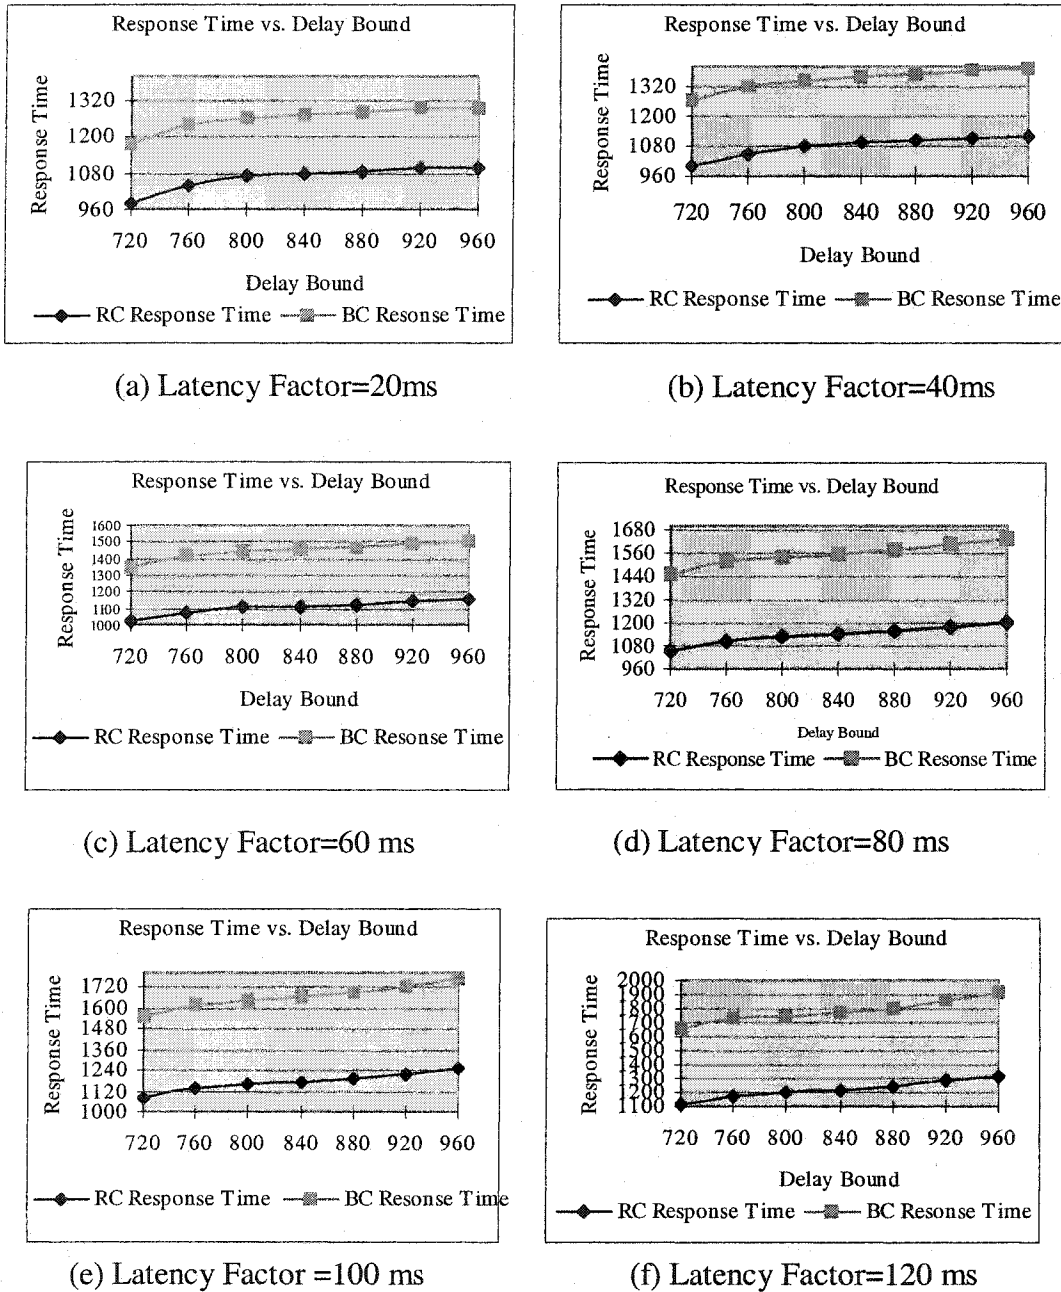 Response Time vs. Delay Bound
Response Time
1320
1200
1080
960
720 760 800 840 880 920 960
Delay Bound
RC Response Time BC Resonse Time
(a) Latency Factor=20ms
Response Time vs. Delay Bound
Response Time
1320
1200
1080
960
720 760 800 840 880 920 960
Delay Bound
RC Response Time BC Resonse Time
(b) Latency Factor=40ms
Response Time vs. Delay Bound
Response Time
1600
1500
1400
1300
1200
1100
1000
720 760 800 840 880 920 960
Delay Bound
RC Response Time BC Resonse Time
(c) Latency Factor=60 ms
Response Time vs. Delay Bound
Response Time
1680
1560
1440
1320
1200
1080
960
720 760 800 840 880 920 960
Delay Bound
RC Response Time BC Resonse Time
(d) Latency Factor=80 ms
Response Time vs. Delay Bound
Response Time
1720
1600
1480
1360
1240
1120
1000
720 760 800 840 880 920 960
RC Response Time BC Resonse Time
(e) Latency Factor =100 ms
Response Time vs. Delay Bound
Response Time
2000
1900
1800
1700
1600
1500
1400
1300
1200
1100
720 760 800 840 880 920 960
Delay Bound
RC Response Time BC Resonse Time
(f) Latency Factor=120 ms